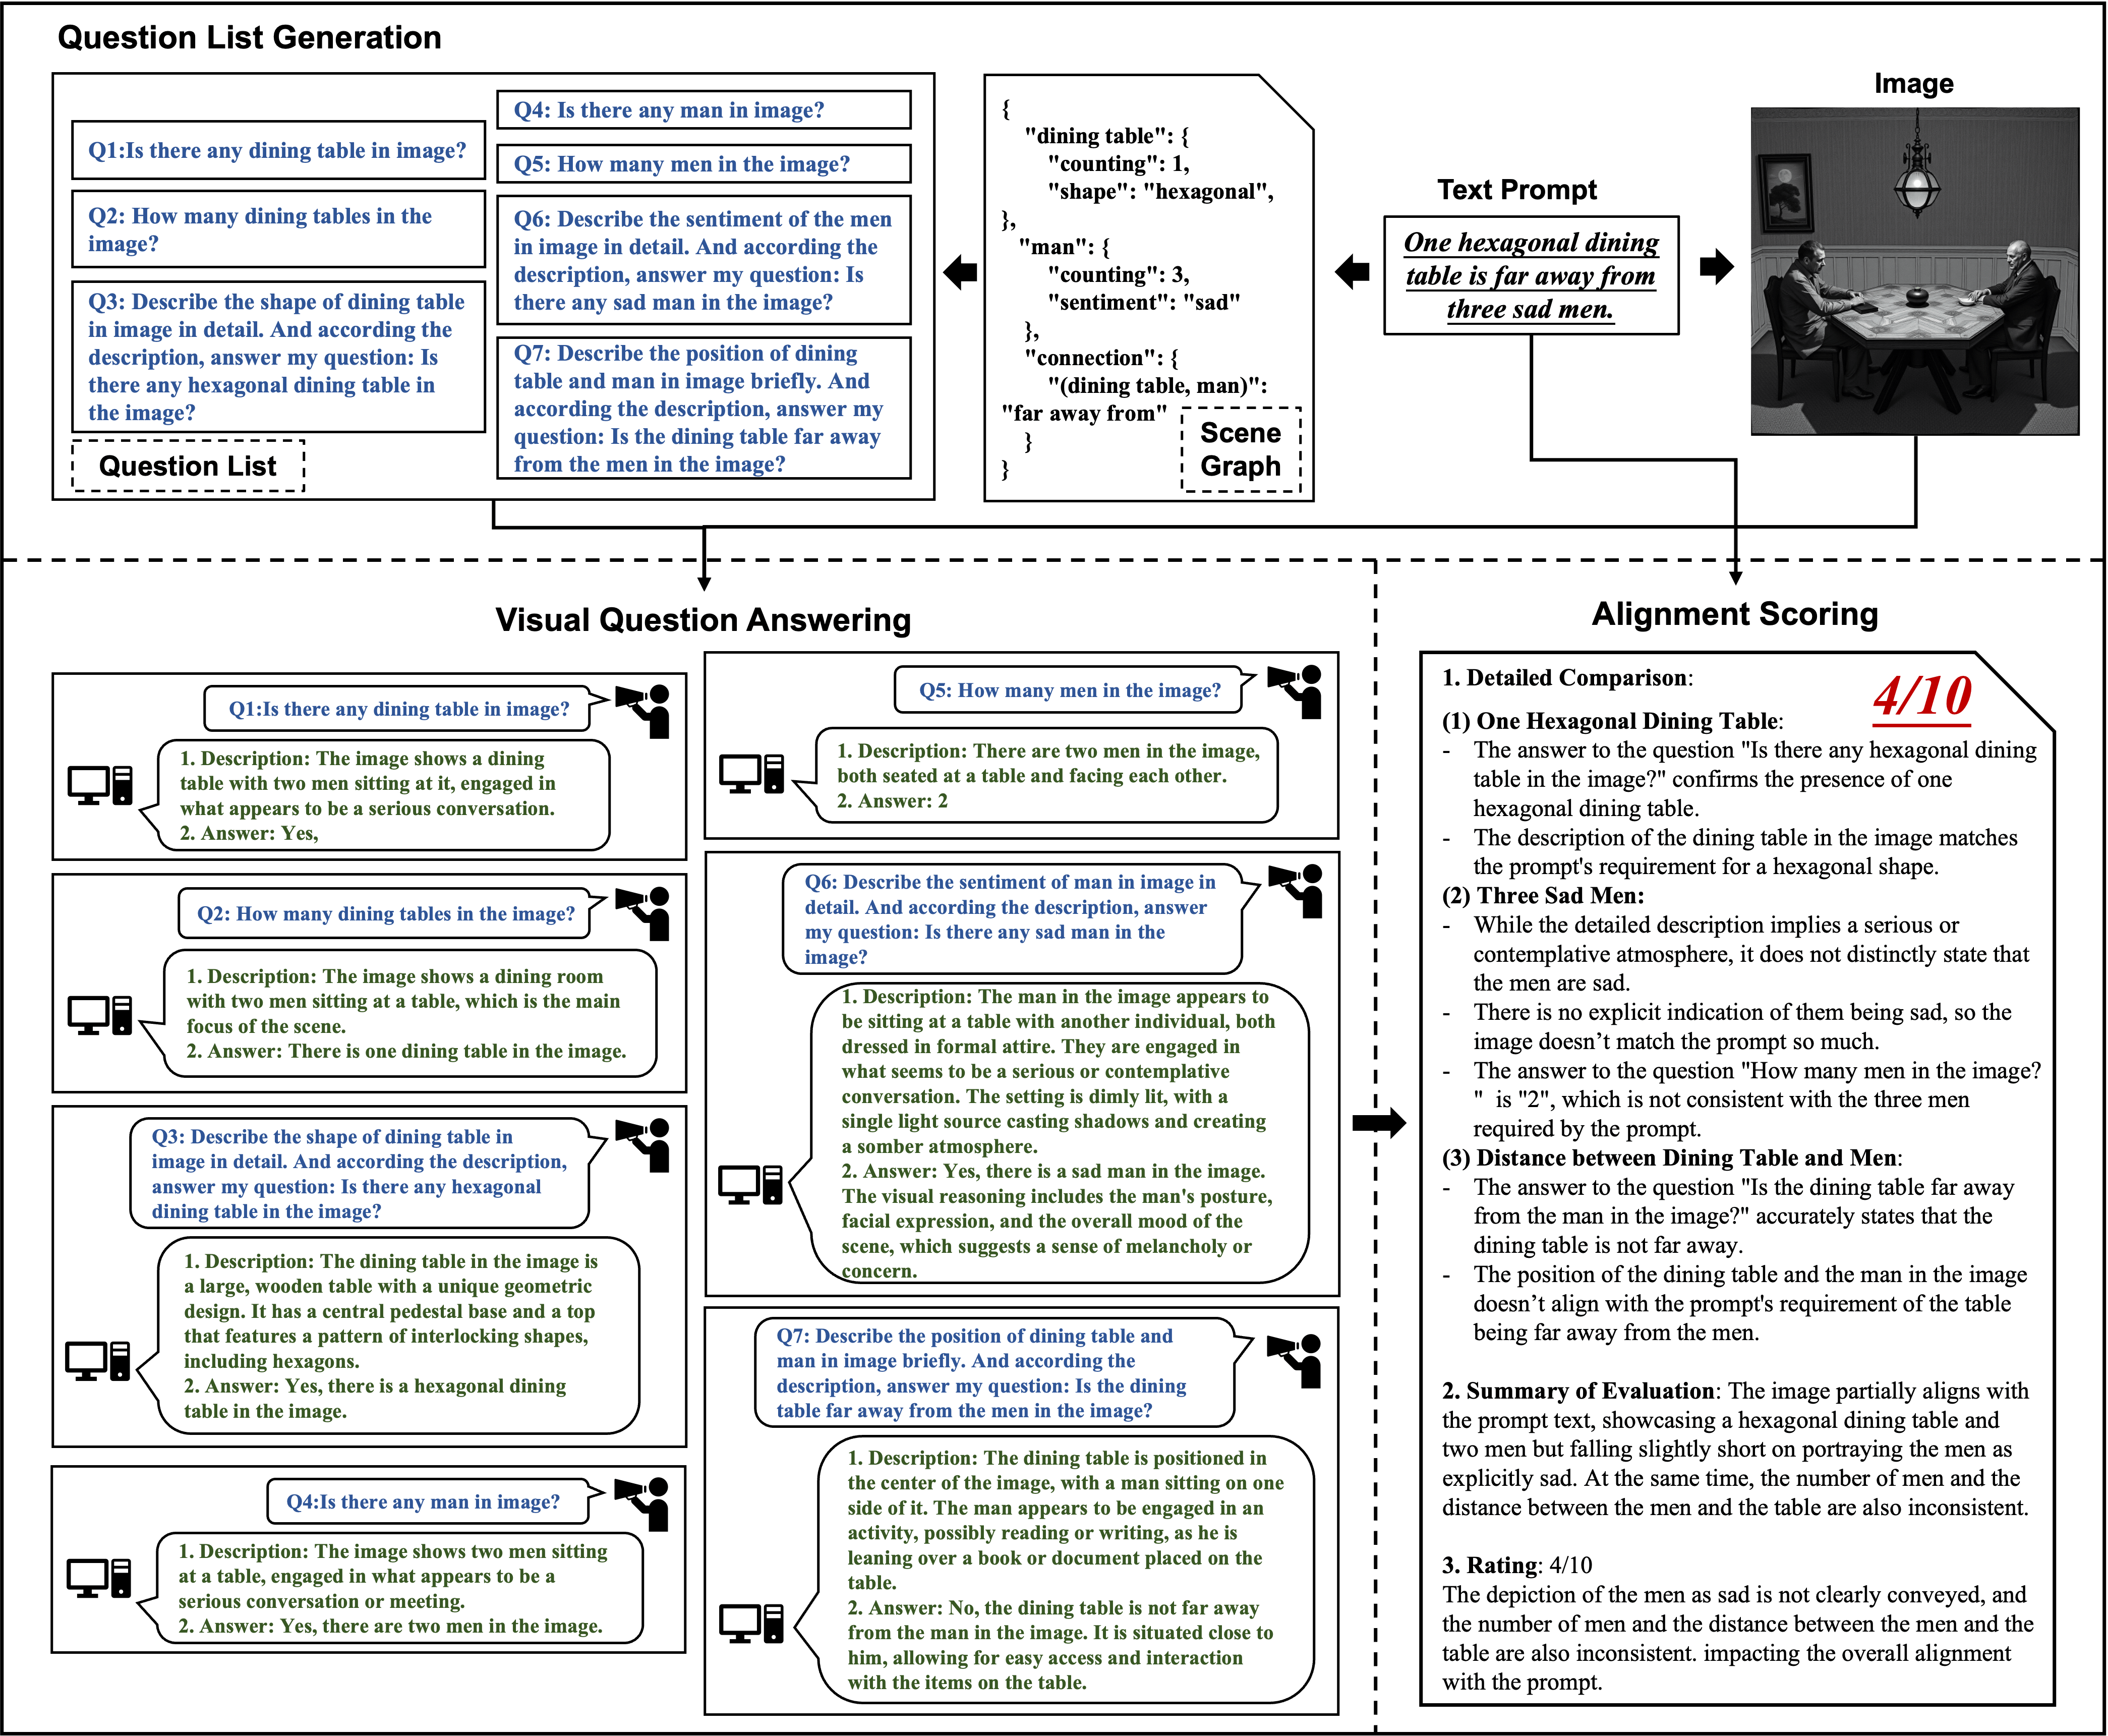 Question List Generation
Q1:Is there any dining table in image?
Q2: How many dining tables in the
image?
Q3: Describe the shape of dining table
in image in detail. And according the
description, answer my question: Is
there any hexagonal dining table in
the image?
Question List
Q4: Is there any man in image?
Q5: How many men in the image?
Q6: Describe the sentiment of the men
in image in detail. And according the
description, answer my question: Is
there any sad man in the image?
Q7: Describe the position of dining
table and man in image briefly. And
according the description, answer my
question: Is the dining table far away
from the men in the image?
{
"dining table": {
"counting": 1,
"shape": "hexagonal",
},
"man": {
"counting": 3,
"sentiment": "sad"
},
"connection": {
"(dining table, man)":
"far away from"
}
}
Scene
Graph
Text Prompt
One hexagonal dining
table is far away from
three sad men.
Image
Visual Question Answering
Q1:Is there any dining table in image?
1. Description: The image shows a dining
table with two men sitting at it, engaged in
what appears to be a serious conversation.
2. Answer: Yes,
Q2: How many dining tables in the image?
1. Description: The image shows a dining room
with two men sitting at a table, which is the main
focus of the scene.
2. Answer: There is one dining table in the image.
Q3: Describe the shape of dining table in
image in detail. And according the description,
answer my question: Is there any hexagonal
dining table in the image?
1. Description: The dining table in the image is
a large, wooden table with a unique geometric
design. It has a central pedestal base and a top
that features a pattern of interlocking shapes,
including hexagons.
2. Answer: Yes, there is a hexagonal dining
table in the image.
Q4:Is there any man in image?
1. Description: The image shows two men sitting
at a table, engaged in what appears to be a
serious conversation or meeting.
2. Answer: Yes, there are two men in the image.
Q5: How many men in the image?
1. Description: There are two men in the image,
both seated at a table and facing each other.
2. Answer: 2
Q6: Describe the sentiment of man in image in
detail. And according the description, answer
my question: Is there any sad man in the
image?
1. Description: The man in the image appears to
be sitting at a table with another individual, both
dressed in formal attire. They are engaged in
what seems to be a serious or contemplative
conversation. The setting is dimly lit, with a
single light source casting shadows and creating
a somber atmosphere.
2. Answer: Yes, there is a sad man in the image.
The visual reasoning includes the man's posture,
facial expression, and the overall mood of the
scene, which suggests a sense of melancholy or
concern.
Q7: Describe the position of dining table and
man in image briefly. And according the
description, answer my question: Is the dining
table far away from the men in the image?
1. Description: The dining table is positioned in
the center of the image, with a man sitting on one
side of it. The man appears to be engaged in an
activity, possibly reading or writing, as he is
leaning over a book or document placed on the
table.
2. Answer: No, the dining table is not far away
from the man in the image. It is situated close to
him, allowing for easy access and interaction
with the items on the table.
Alignment Scoring
4/10
1. Detailed Comparison:
(1) One Hexagonal Dining Table:
- The answer to the question "Is there any hexagonal dining
table in the image?" confirms the presence of one
hexagonal dining table.
- The description of the dining table in the image matches
the prompt's requirement for a hexagonal shape.
(2) Three Sad Men:
- While the detailed description implies a serious or
contemplative atmosphere, it does not distinctly state that
the men are sad.
- There is no explicit indication of them being sad, so the
image doesn’t match the prompt so much.
- The answer to the question "How many men in the image?
" is "2", which is not consistent with the three men
required by the prompt.
(3) Distance between Dining Table and Men:
- The answer to the question "Is the dining table far away
from the man in the image?" accurately states that the
dining table is not far away.
- The position of the dining table and the man in the image
doesn’t align with the prompt's requirement of the table
being far away from the men.
2. Summary of Evaluation: The image partially aligns with
the prompt text, showcasing a hexagonal dining table and
two men but falling slightly short on portraying the men as
explicitly sad. At the same time, the number of men and the
distance between the men and the table are also inconsistent.
3. Rating: 4/10
The depiction of the men as sad is not clearly conveyed, and
the number of men and the distance between the men and the
table are also inconsistent. impacting the overall alignment
with the prompt.